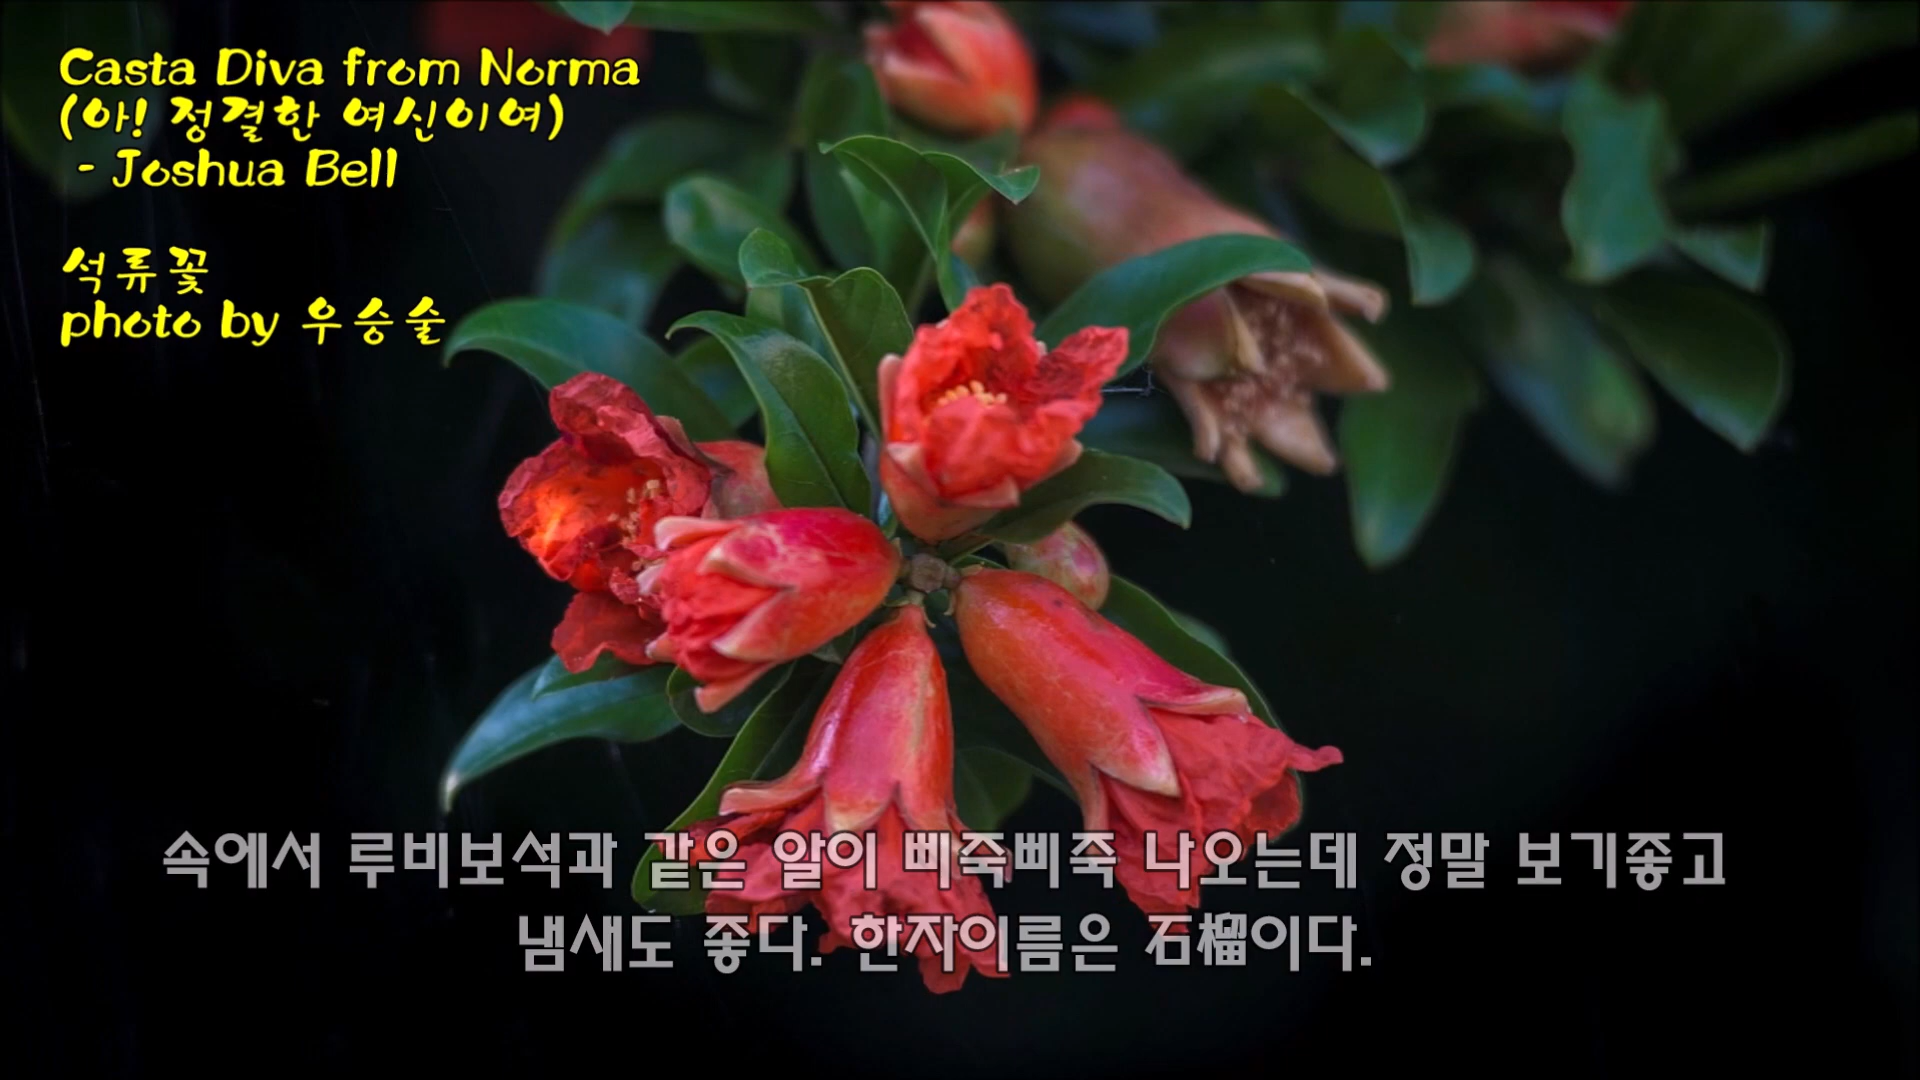 Casta Diva from Norma
(아! 정결한 여신이여)
- Joshua Bell
석류꽃
photo by 우승술
속에서 루비보석과 같은 알이 삐죽삐죽 나오는데 정말 보기좋고
냄새도 좋다. 한자이름은 石榴이다.